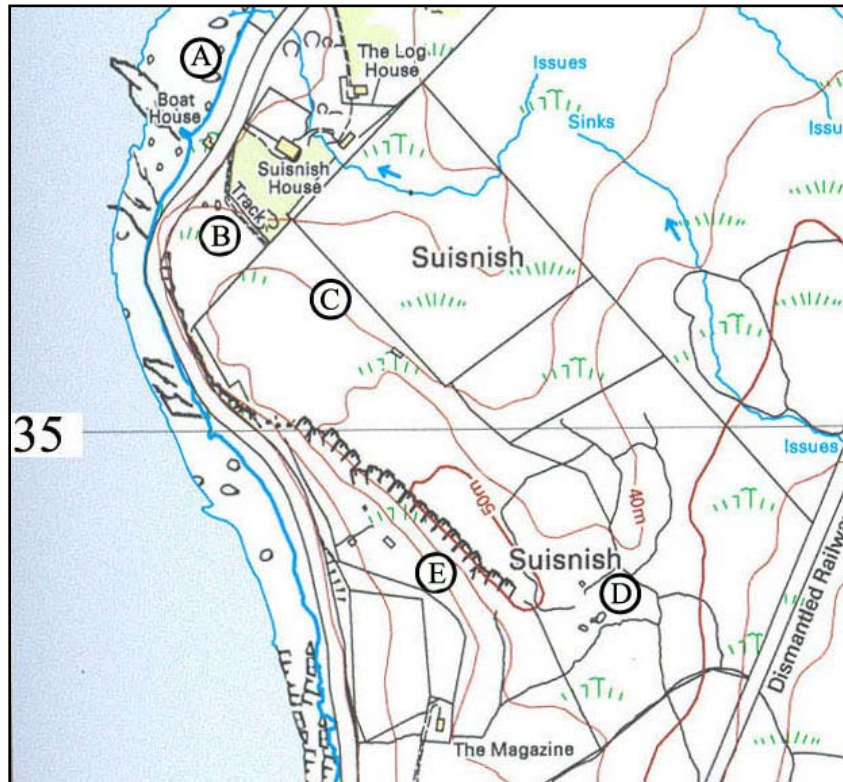 A
Boat
House
The Log
House
Issues
Sinks
Issu
Suisnish
House
Track
B
Suisnish
C
35
Issues
50m
40m
Suisnish
E
D
Dismantled Railway
The Magazine